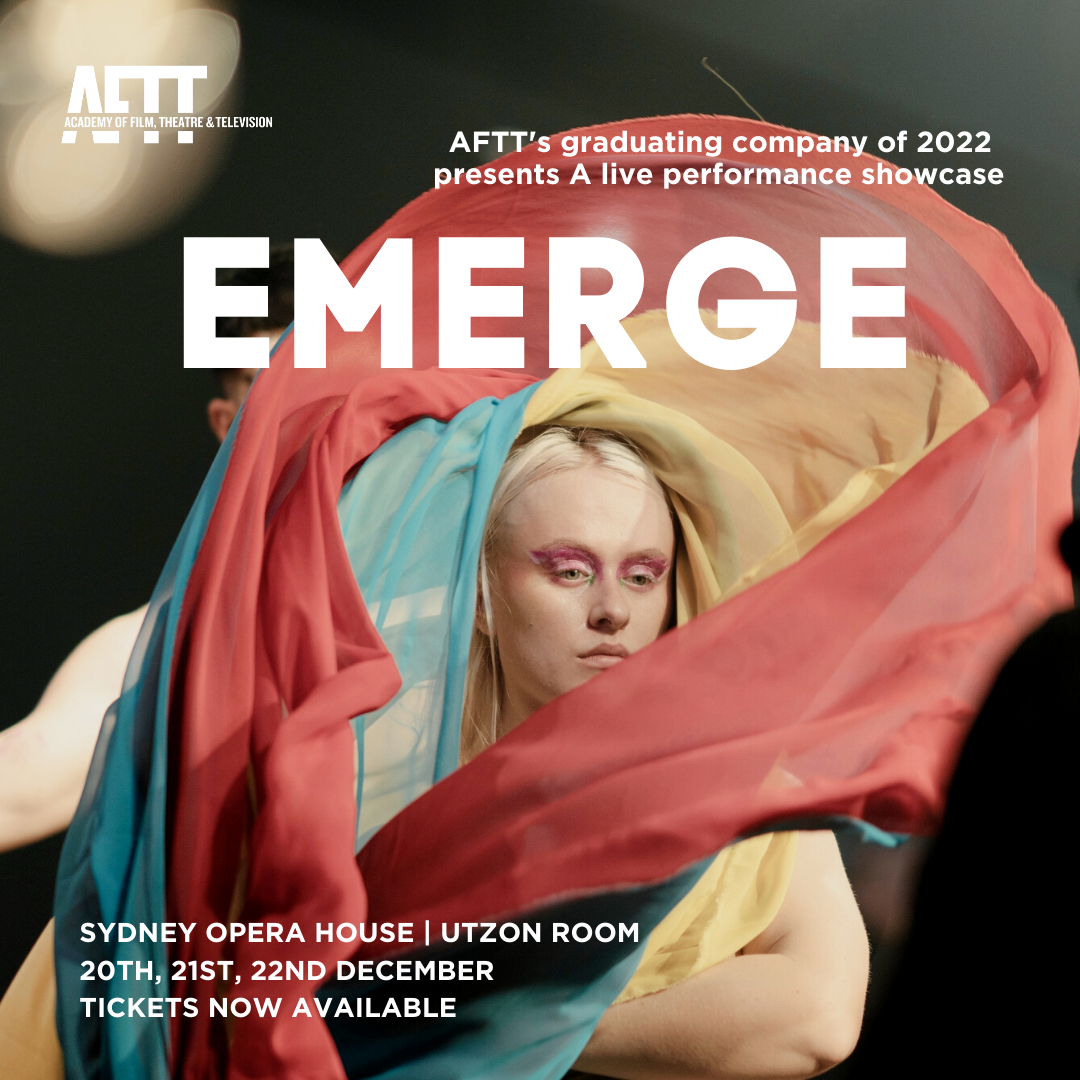 AFTT
ACADEMY OF FILM, THEATRE & TELEVISION
AFTT's graduating company of 2022
presents A live performance showcase
EMERGE
SYDNEY OPERA HOUSE | UTZON ROOM
20TH, 21ST, 22ND DECEMBER
TICKETS NOW AVAILABLE